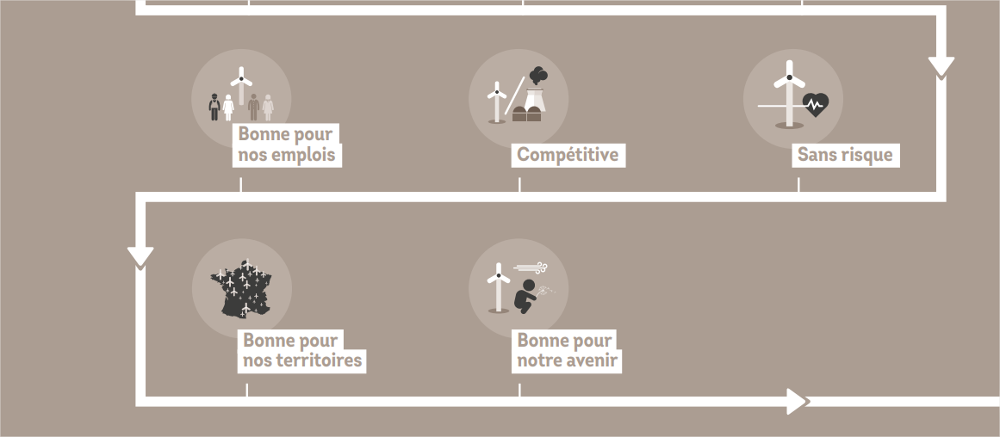 Bonne pour
nos emplois
Compétitive
Sans risque
Bonne pour
nos territoires
Bonne pour
notre avenir